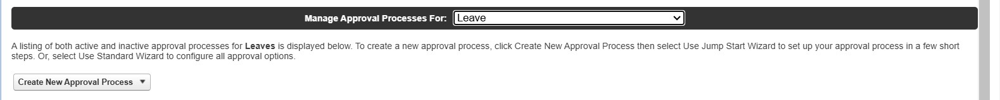 Manage Approval Processes For: Leave
A listing of both active and inactive approval processes for Leaves is displayed below. To create a new approval process, click Create New Approval Process then select Use Jump Start Wizard to set up your approval process in a few short
steps. Or, select Use Standard Wizard to configure all approval options.
Create New Approval Process